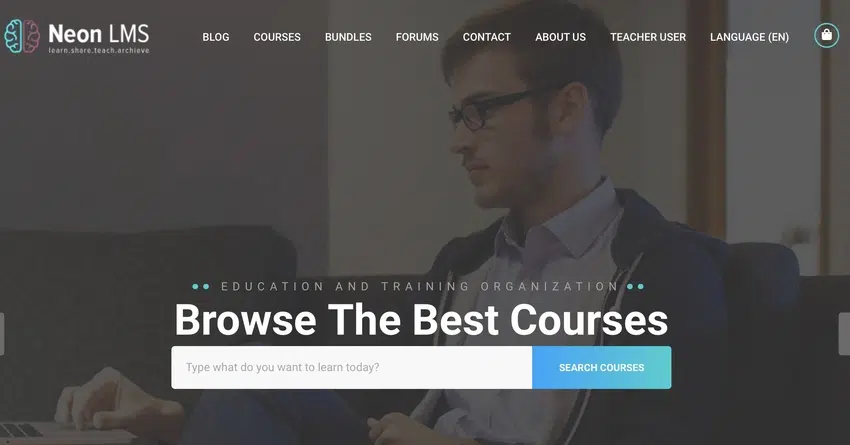 Neon LMS
learn.share.teach.archieve
BLOG
COURSES
BUNDLES
FORUMS
CONTACT
ABOUT US
TEACHER USER
LANGUAGE (EN)
EDUCATION AND TRAINING ORGANIZATION
Browse The Best Courses
Type what do you want to learn today?
SEARCH COURSES